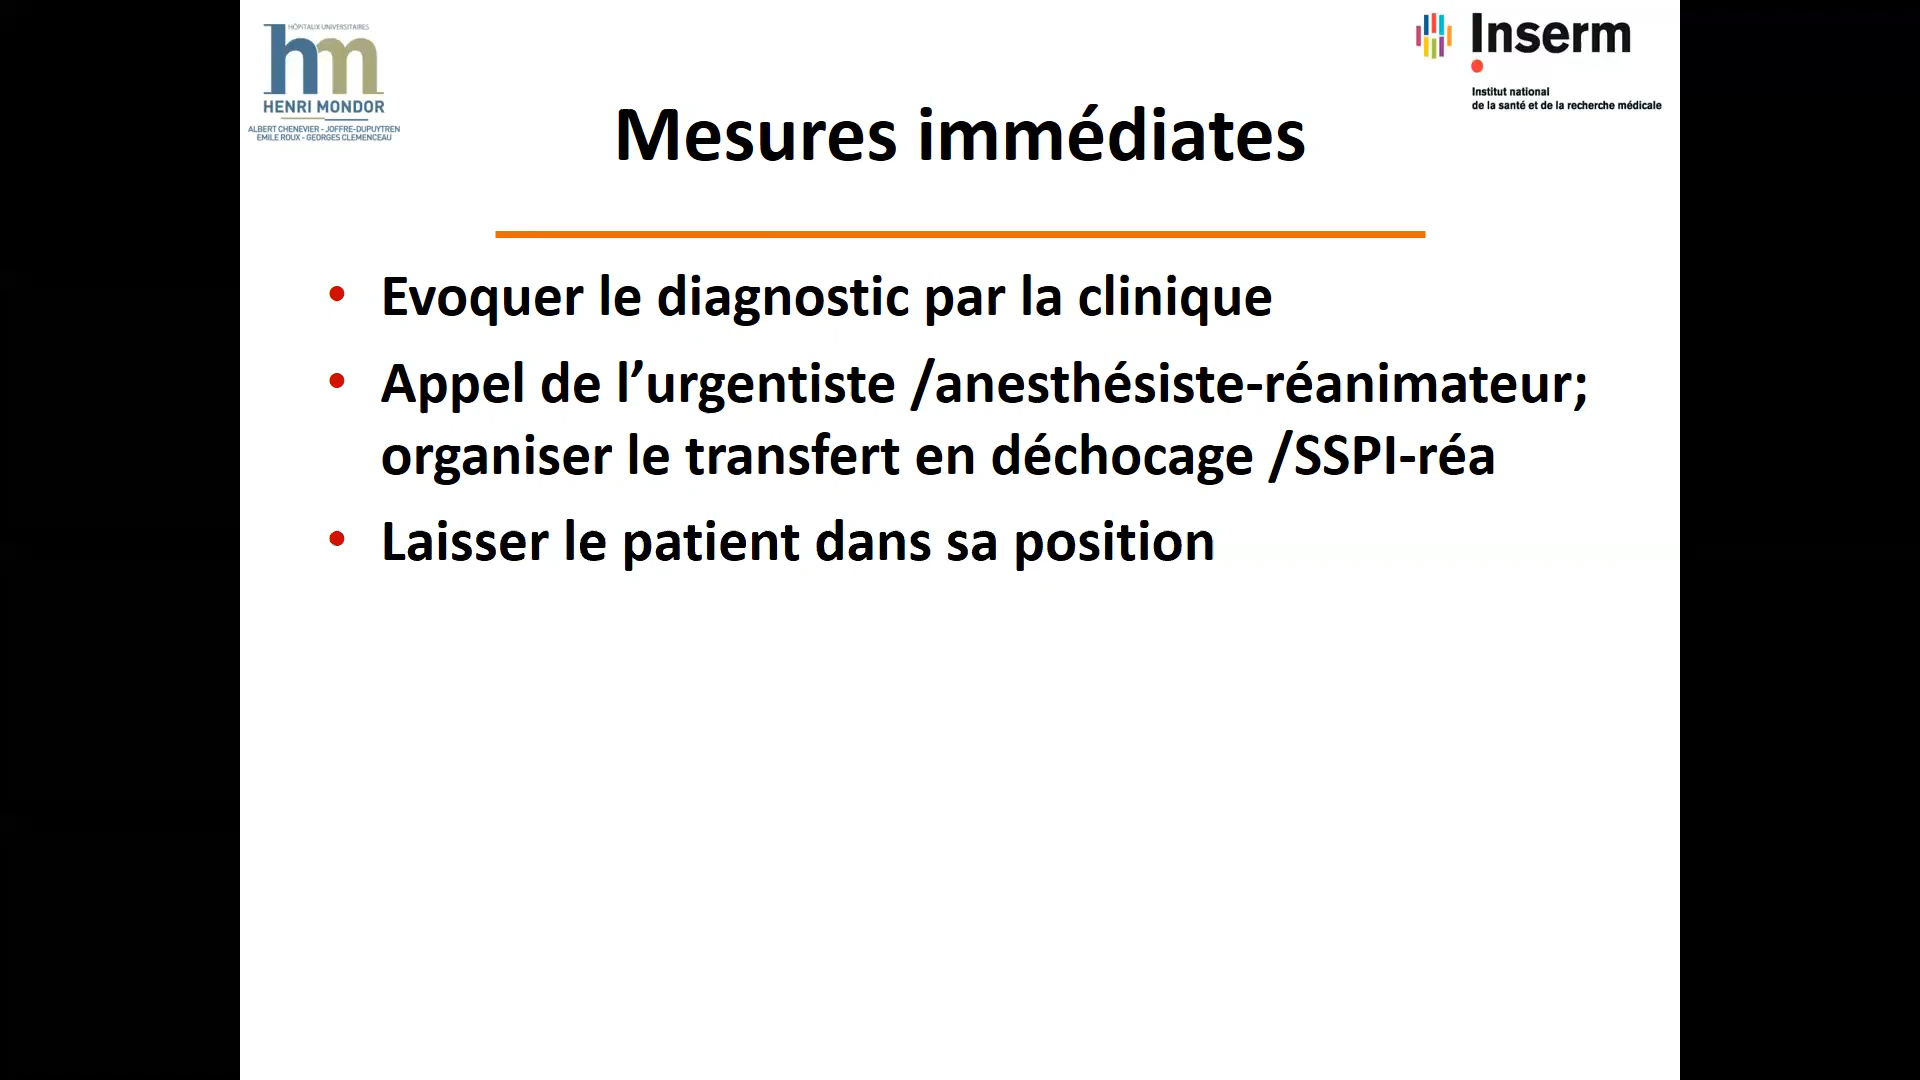 HÔPITAUX UNIVERSITAIRES
hm
HENRI MONDOR
ALBERT CHENEVIER - JOFFRE-DUPUYTREN
EMILE ROUX - GEORGES CLEMENCEAU
Inserm
Institut national
de la santé et de la recherche médicale
Mesures immédiates
• Evoquer le diagnostic par la clinique
• Appel de l’urgentiste /anesthésiste-réanimateur;
organiser le transfert en déchocage /SSPI-réa
• Laisser le patient dans sa position